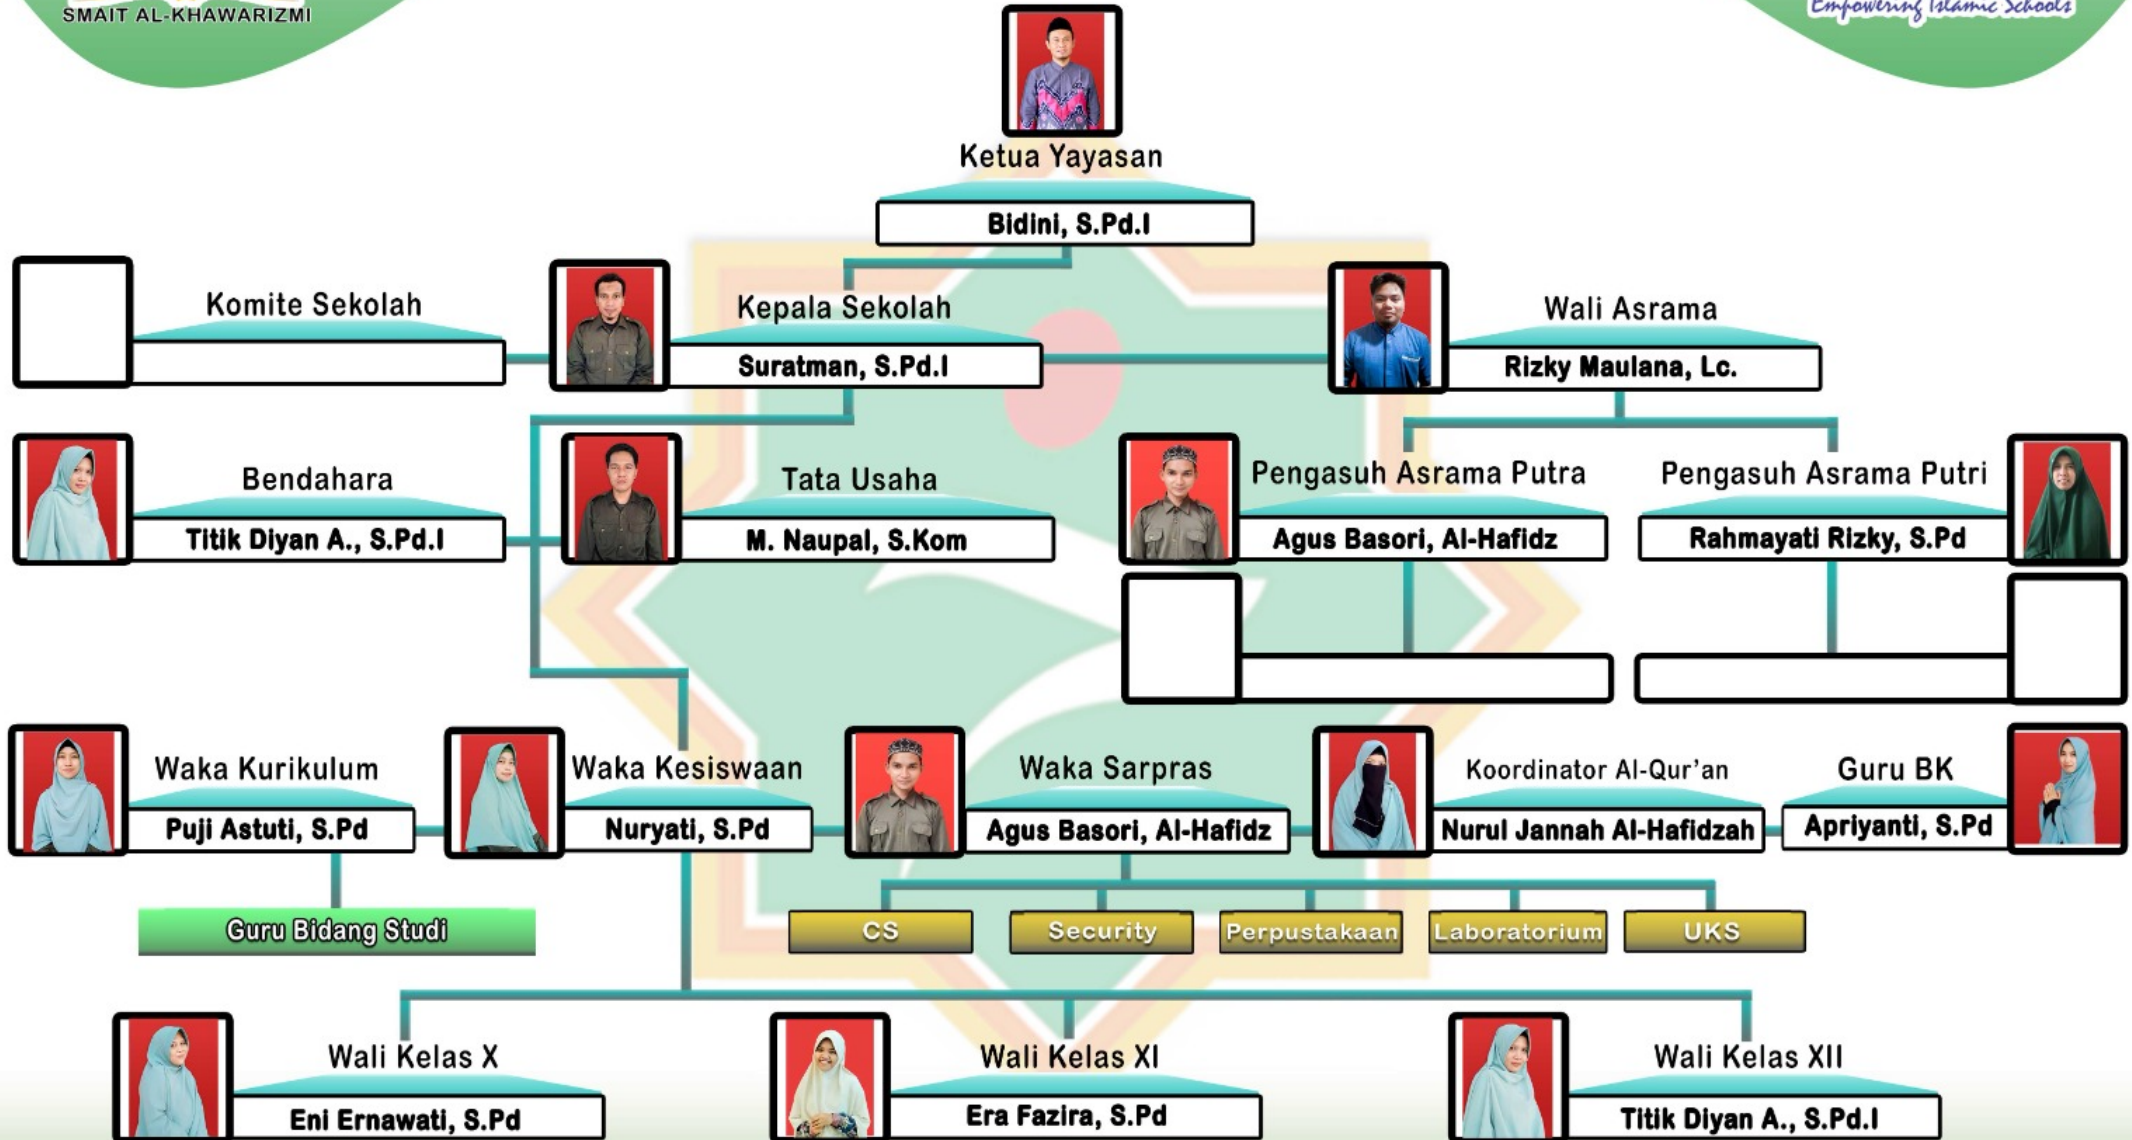 SMAIT AL-KHAWARIZMI
Empowering Islamic Schools
Ketua Yayasan
Bidini, S.Pd.I
Komite Sekolah
Kepala Sekolah
Suratman, S.Pd.I
Wali Asrama
Rizky Maulana, Lc.
Bendahara
Titik Diyan A., S.Pd.I
Tata Usaha
M. Naupal, S.Kom
Pengasuh Asrama Putra
Agus Basori, Al-Hafidz
Pengasuh Asrama Putri
Rahmayati Rizky, S.Pd
Waka Kurikulum
Puji Astuti, S.Pd
Waka Kesiswaan
Nuryati, S.Pd
Waka Sarpras
Agus Basori, Al-Hafidz
Koordinator Al-Qur'an
Nurul Jannah Al-Hafidzah
Guru BK
Apriyanti, S.Pd
Guru Bidang Studi
CS
Security
Perpustakaan
Laboratorium
UKS
Wali Kelas X
Eni Ernawati, S.Pd
Wali Kelas XI
Era Fazira, S.Pd
Wali Kelas XII
Titik Diyan A., S.Pd.I